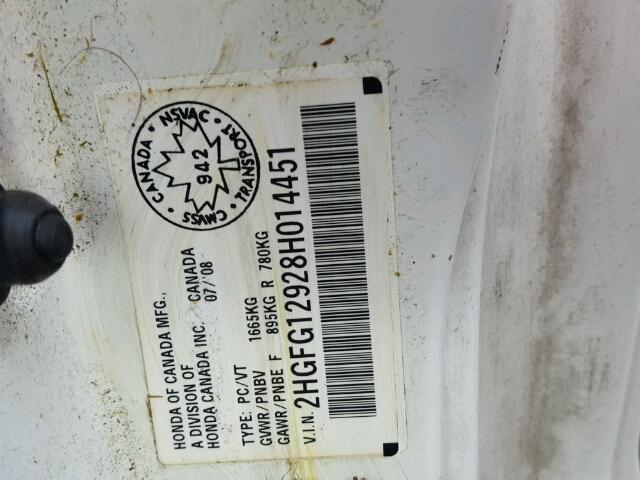 HONDA OF CANADA MFG.,
A DIVISION OF
HONDA CANADA INC. CANADA
07/'08
TYPE: PC/VT
GVWR/PNBV 1665KG
GAWR/PNBE F 895KG R 780KG
V.I.N. 2HGFG12928H014451
CANADA • NSVAC • TRANSPORT • CMVSS •
942